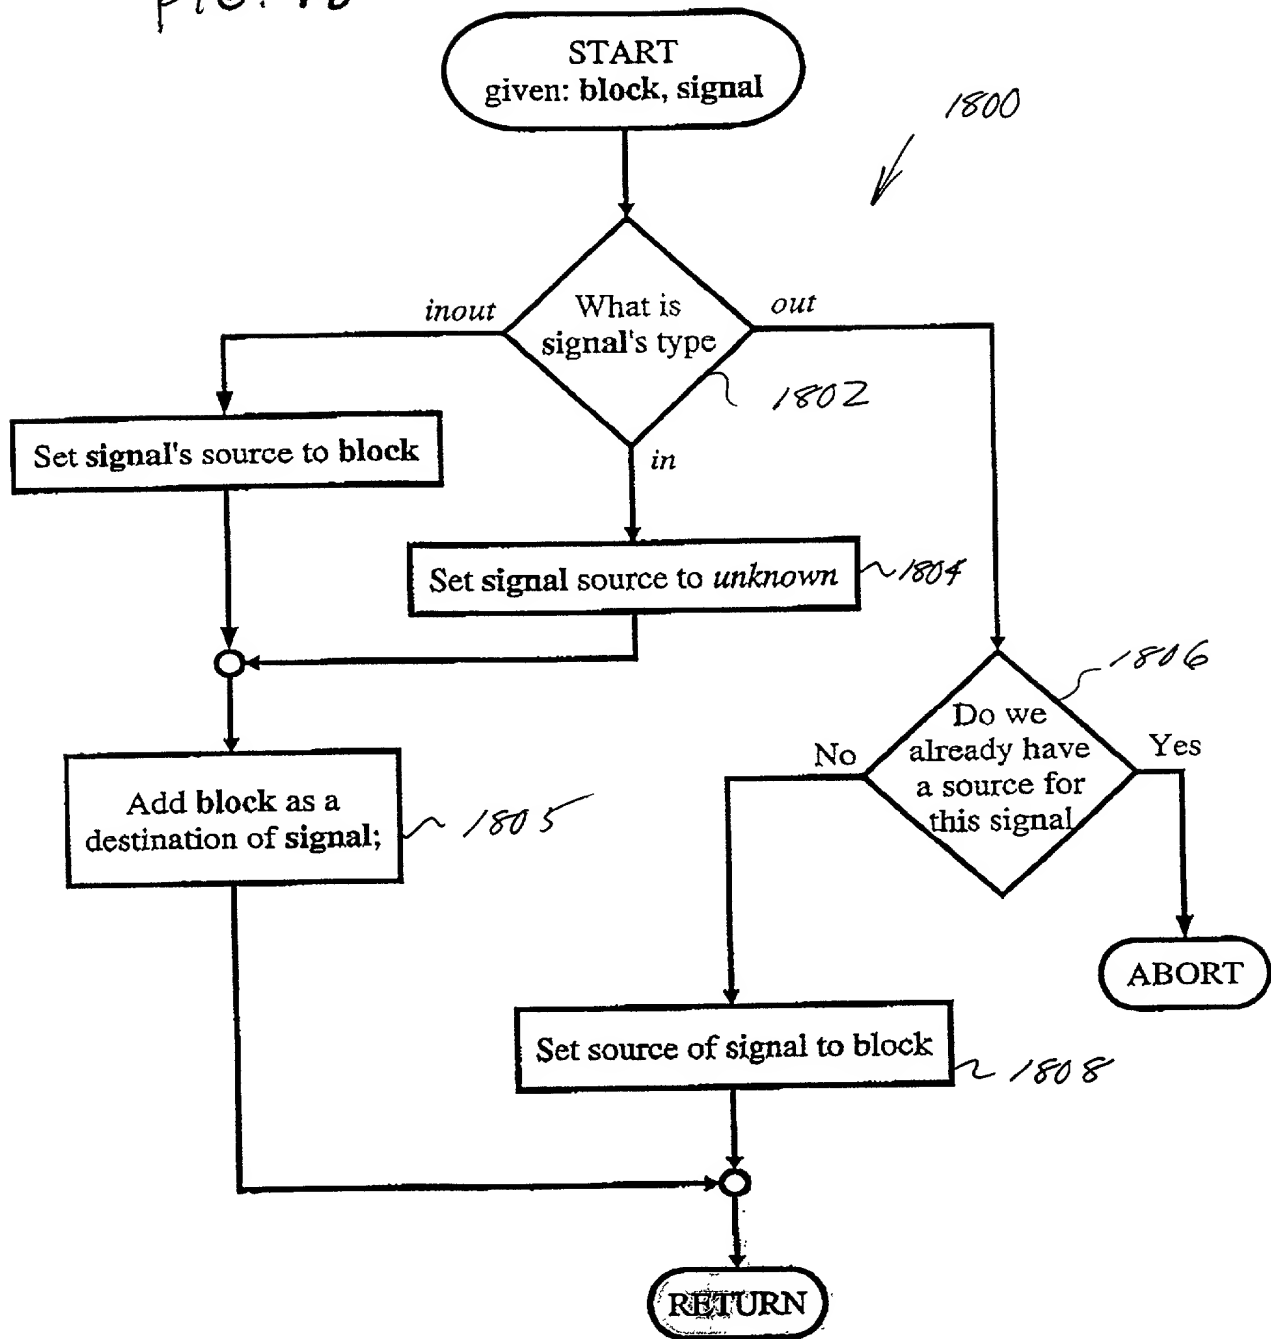 FIG. 18
START
given: block, signal
1800
inout
What is
signal's type
out
1802
Set signal's source to block
in
Set signal source to unknown
1804
1806
Do we
already have
a source for
this signal
No
Yes
Add block as a
destination of signal;
1805
ABORT
Set source of signal to block
1808
RETURN